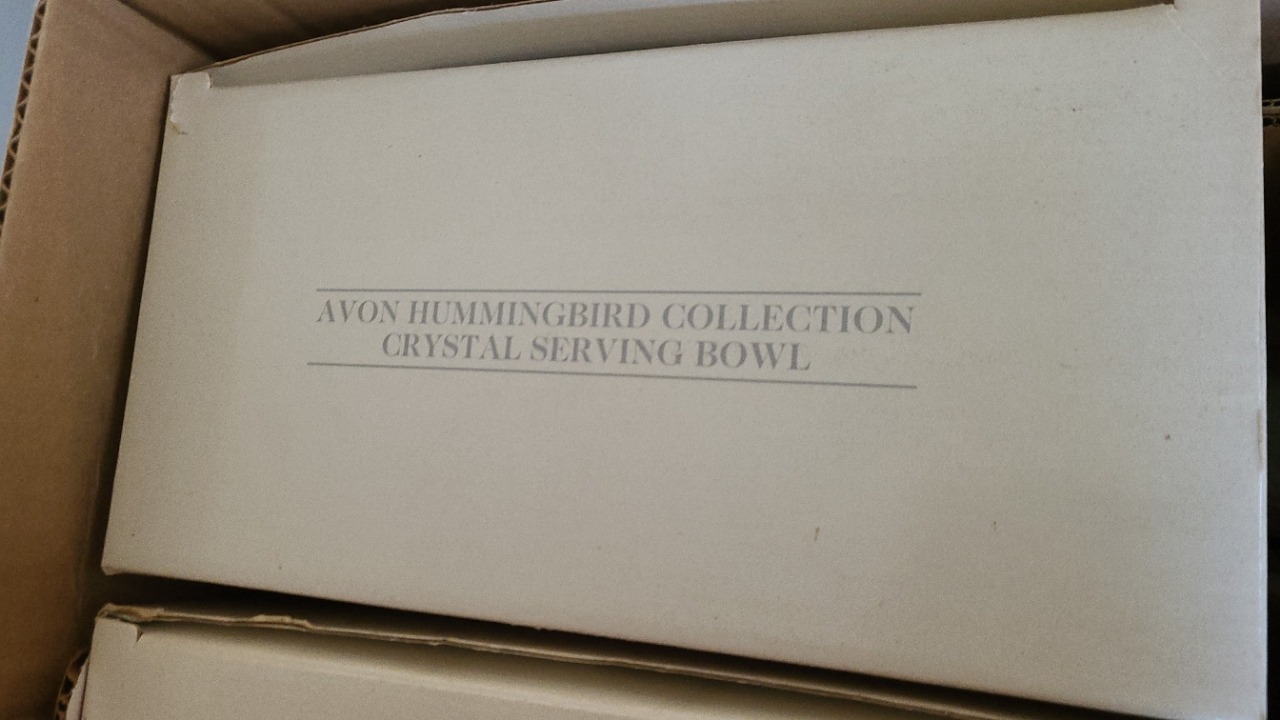 AVON HUMMINGBIRD COLLECTION
CRYSTAL SERVING BOWL